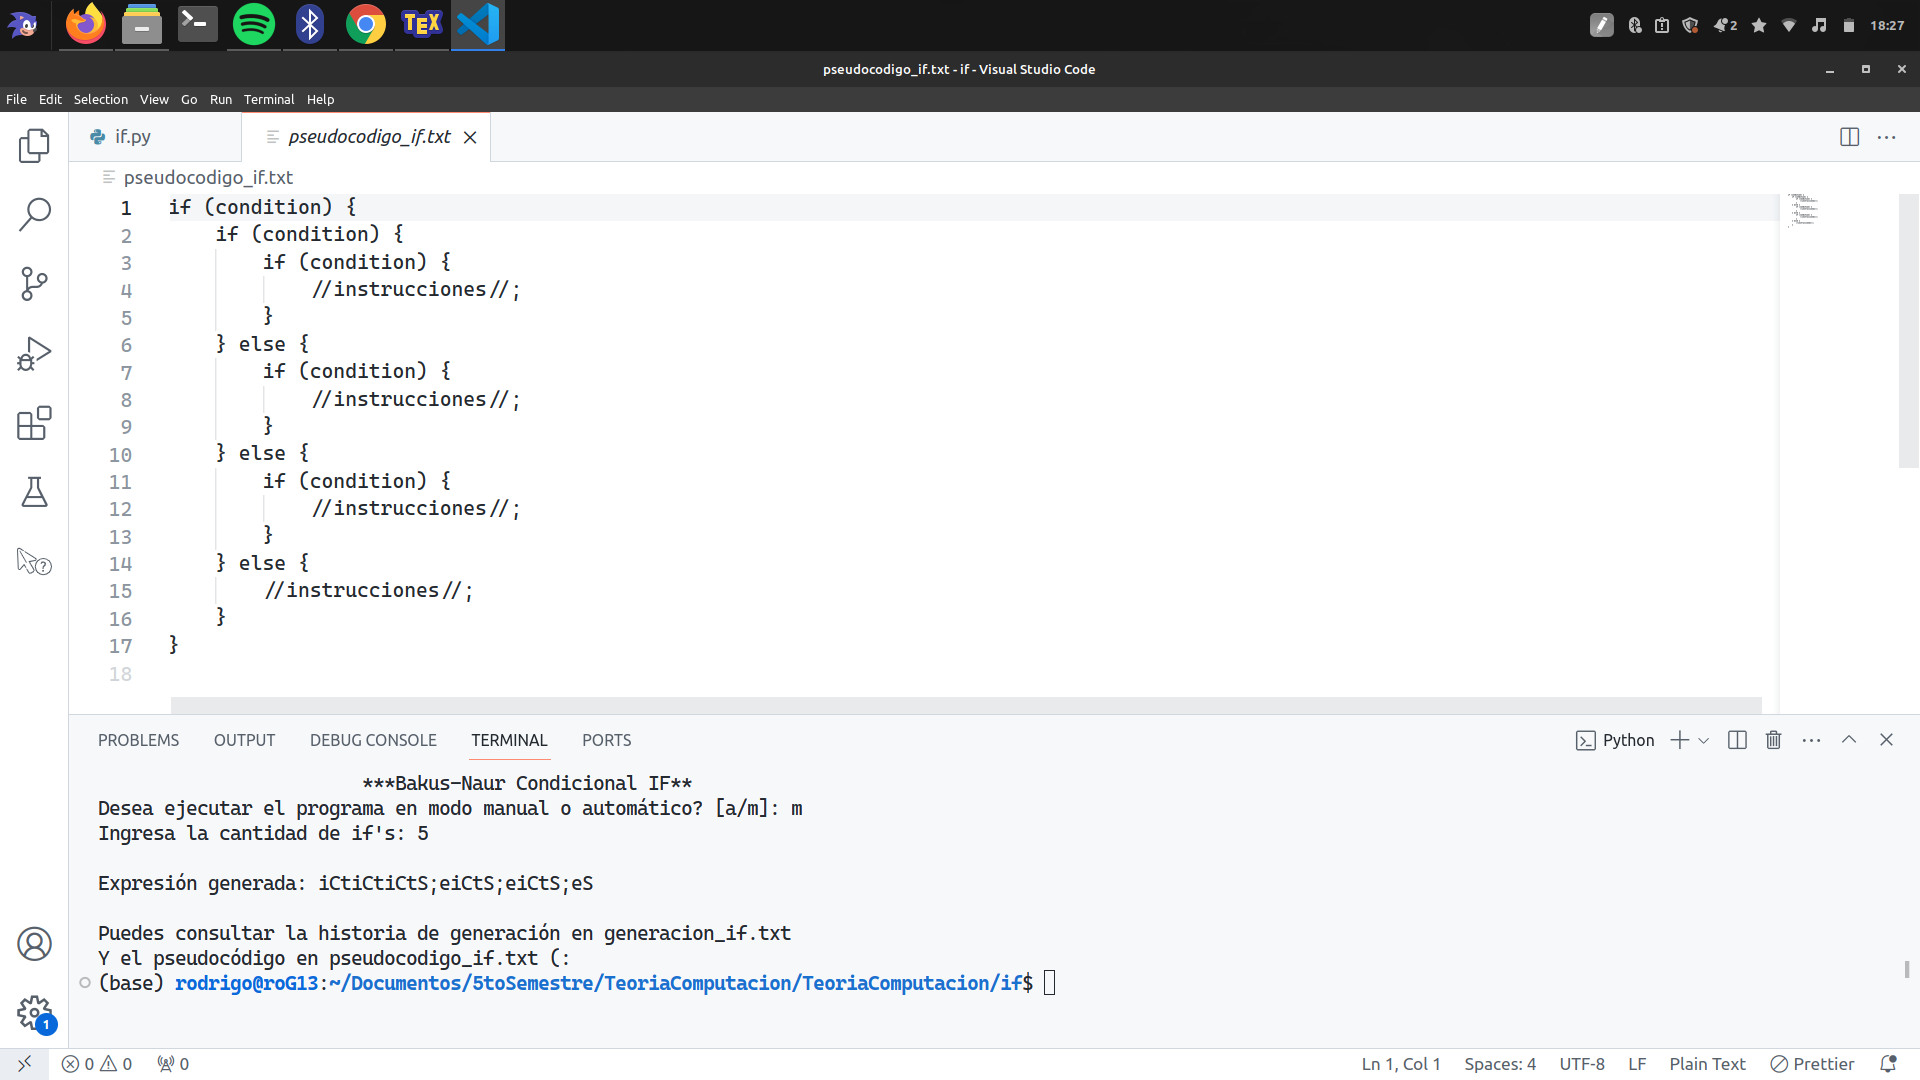 TEX
2
18:27
pseudocodigo_if.txt - if - Visual Studio Code
File Edit Selection View Go Run Terminal Help
if.py
pseudocodigo_if.txt
pseudocodigo_if.txt
1 if (condition) {
2     if (condition) {
3         if (condition) {
4             //instrucciones//;
5         }
6     } else {
7         if (condition) {
8             //instrucciones//;
9         }
10     } else {
11         if (condition) {
12             //instrucciones//;
13         }
14     } else {
15         //instrucciones//;
16     }
17 }
18
PROBLEMS OUTPUT DEBUG CONSOLE TERMINAL PORTS
Python
***Bakus-Naur Condicional IF**
Desea ejecutar el programa en modo manual o automático? [a/m]: m
Ingresa la cantidad de if's: 5
Expresión generada: iCtiCtiCtS;eiCtS;eiCtS;eS
Puedes consultar la historia de generación en generacion_if.txt
Y el pseudocódigo en pseudocodigo_if.txt (:
(base) rodrigo@roG13:~/Documentos/5toSemestre/TeoriaComputacion/TeoriaComputacion/if$
1
0 0 0
Ln 1, Col 1 Spaces: 4 UTF-8 LF Plain Text Prettier